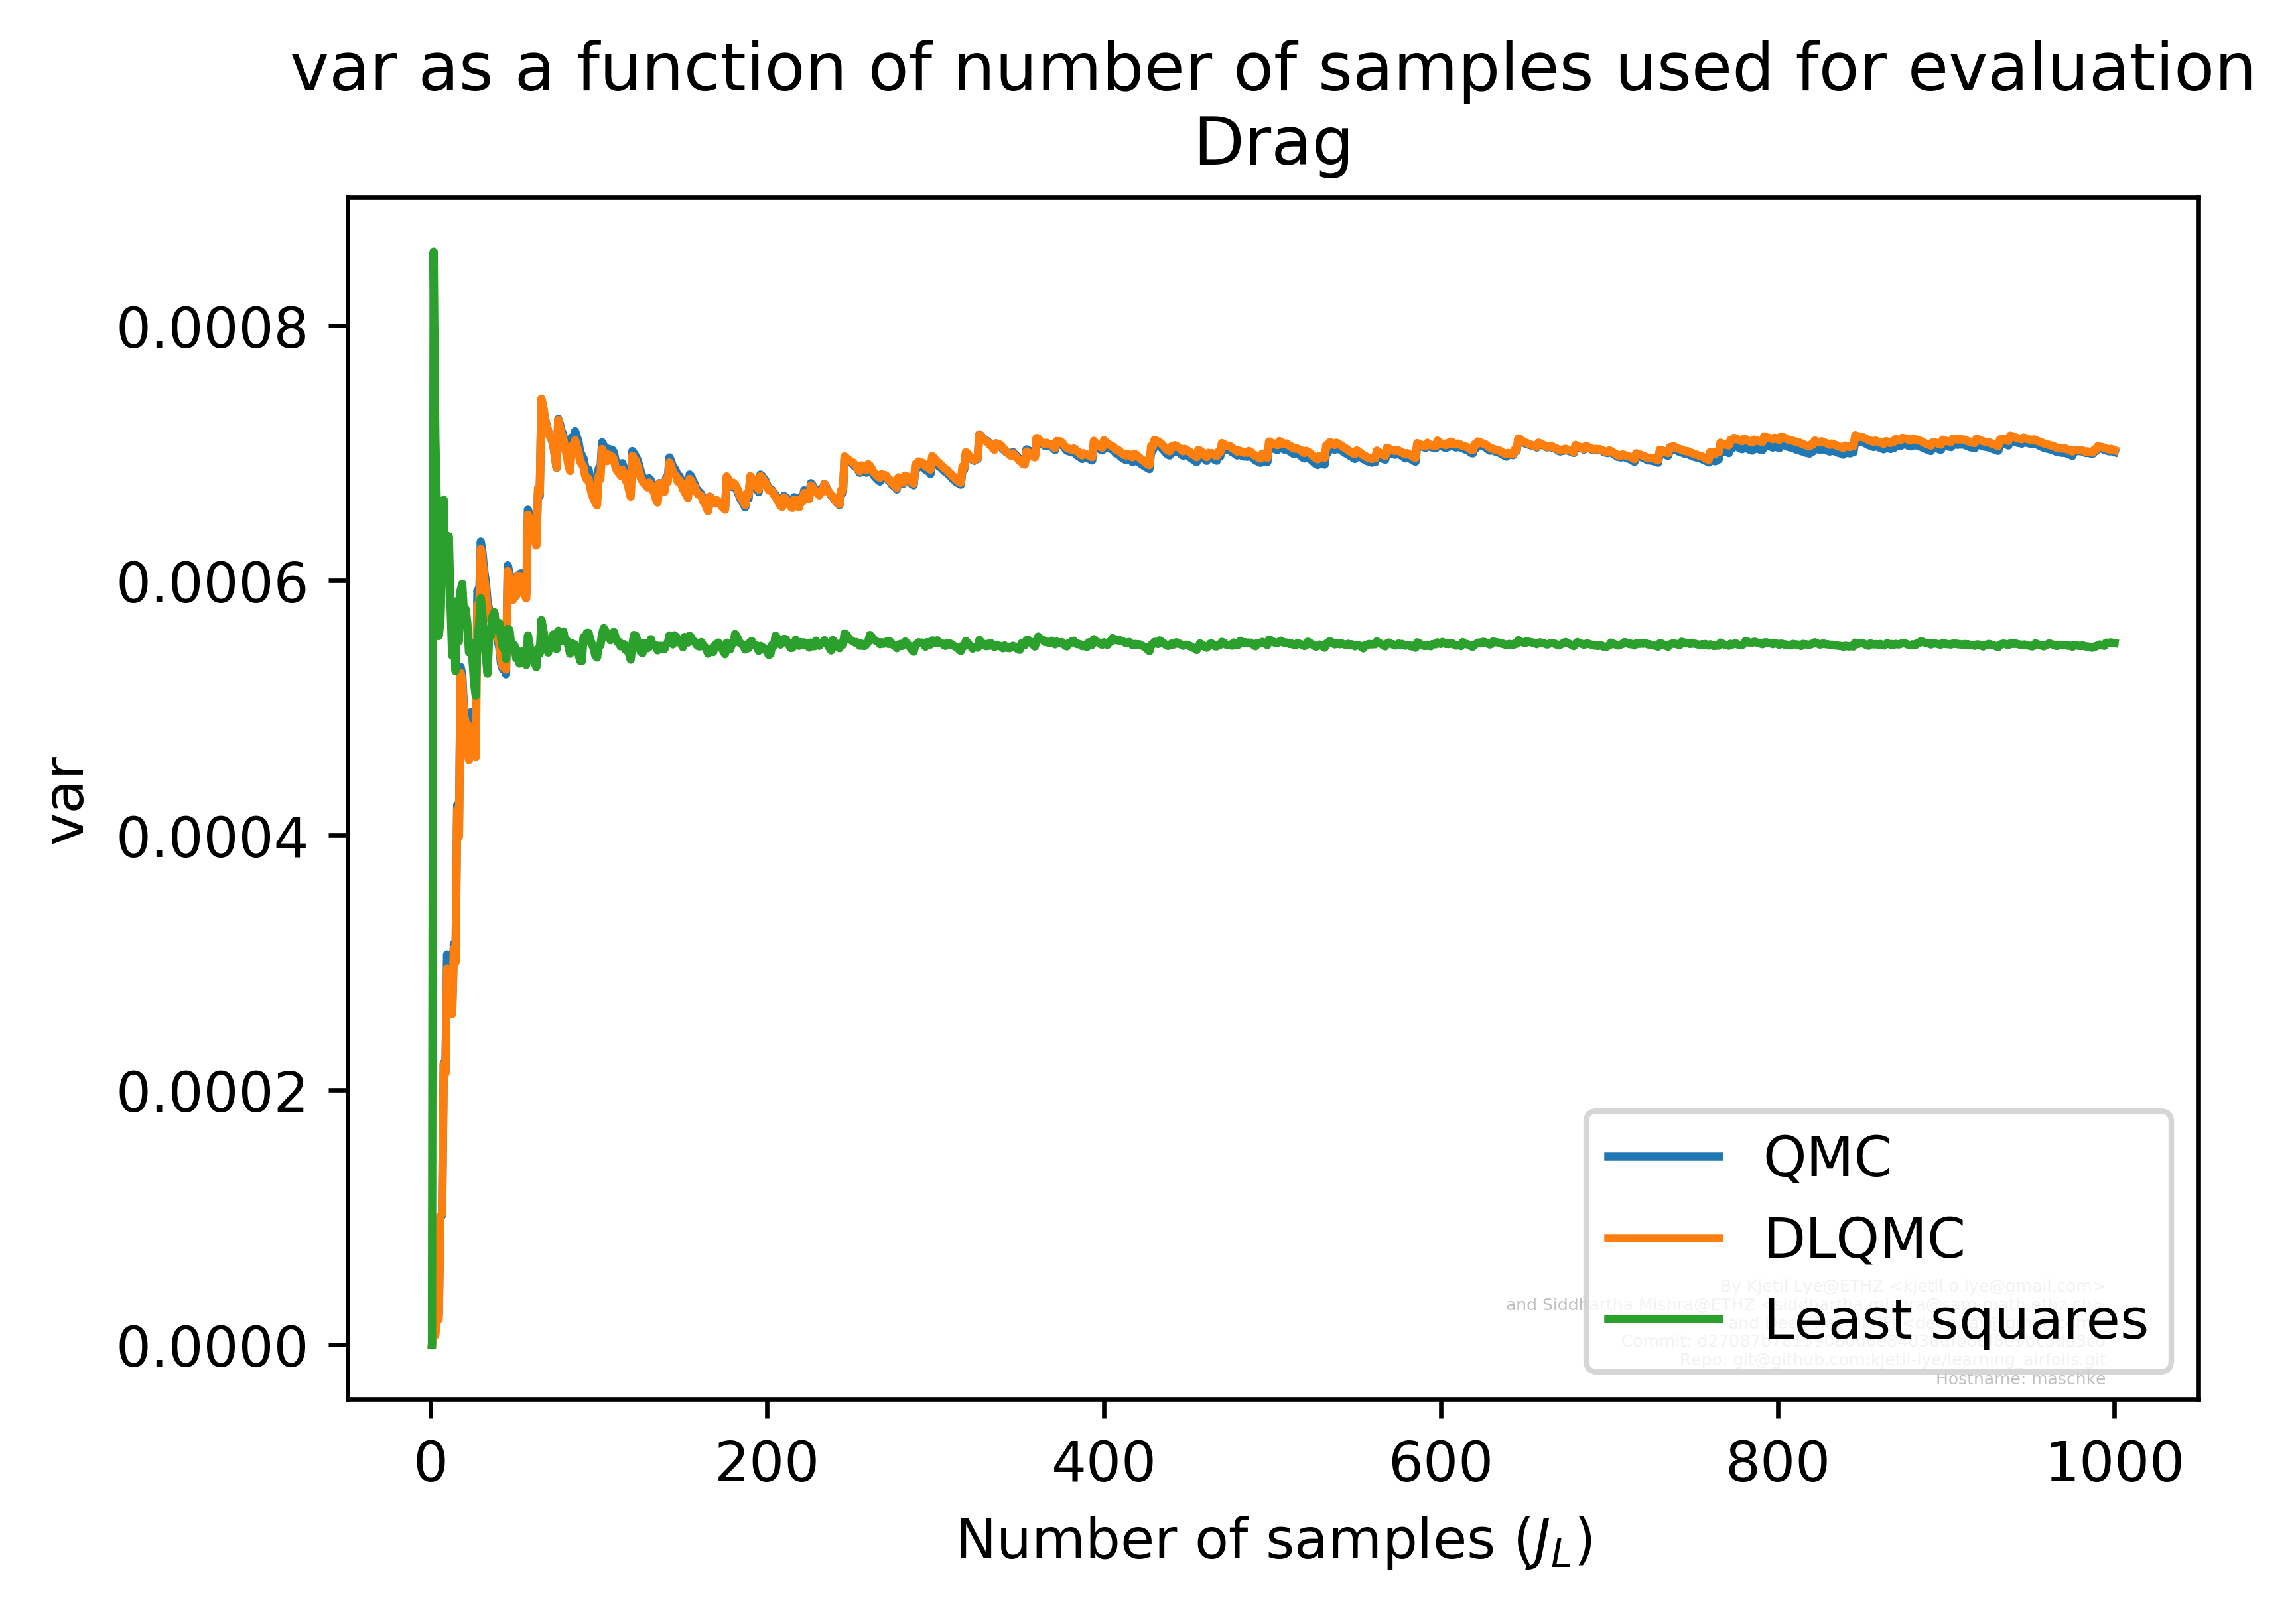 var as a function of number of samples used for evaluation
Drag
var
0.0008
0.0006
0.0004
0.0002
0.0000
QMC
DLQMC
Least squares
By Kjetil Lye@ETHZ <kjetil.o.lye@gmail.com>
and Siddhartha Mishra@ETHZ
and
Commit:
Repo: git@github.com:kjetil-lye/learning_airfoils.git
Hostname: maschke
0 200 400 600 800 1000
Number of samples (J_L)